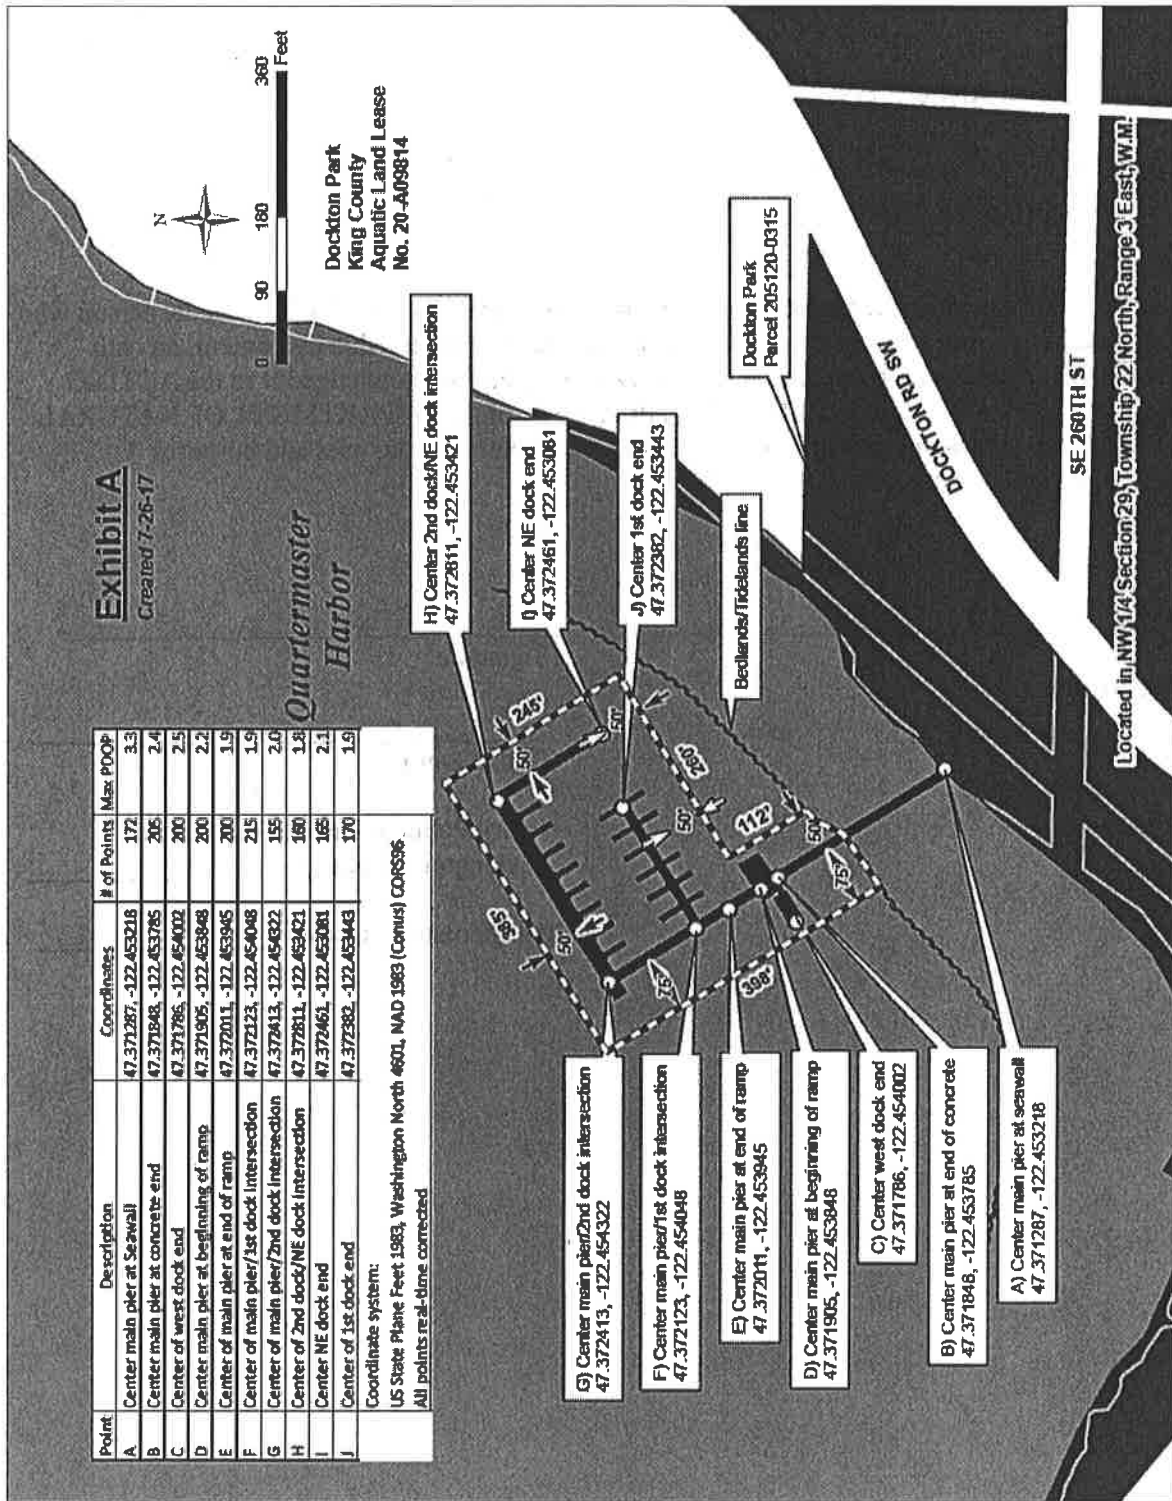 Exhibit A
Created 7-26-17
Point Description Coordinates # of Points Max PDOP
A Center main pier at Seawall 47.371287, -122.453218 172 3.3
B Center main pier at concrete end 47.371848, -122.453785 206 2.4
C Center of west dock end 47.371786, -122.454002 200 2.5
D Center main pier at beginning of ramp 47.371905, -122.453848 200 2.2
E Center of main pier at end of ramp 47.372011, -122.453945 200 1.9
F Center of main pier/1st dock intersection 47.372123, -122.454048 215 1.9
G Center of main pier/2nd dock intersection 47.372413, -122.454322 155 2.0
H Center of 2nd dock/NE dock intersection 47.372811, -122.453421 160 1.8
I Center NE dock end 47.372461, -122.453081 165 2.1
J Center of 1st dock end 47.372382, -122.453443 170 1.9
Coordinate system:
US State Plane Feet 1983, Washington North 4601, NAD 1983 (Conus) CORS96
All points real-time corrected
Quartermaster
Harbor
N
0 90 180 360
Feet
Dockton Park
King County
Aquatic Land Lease
No. 20-A09814
H) Center 2nd dock/NE dock intersection
47.372811, -122.453421
I) Center NE dock end
47.372461, -122.453081
J) Center 1st dock end
47.372382, -122.453443
Bedlands/Tidelands line
Dockton Park
Parcel 205120-0315
G) Center main pier/2nd dock intersection
47.372413, -122.454322
F) Center main pier/1st dock intersection
47.372123, -122.454048
E) Center main pier at end of ramp
47.372011, -122.453945
D) Center main pier at beginning of ramp
47.371905, -122.453848
C) Center west dock end
47.371786, -122.454002
B) Center main pier at end of concrete
47.371848, -122.453785
A) Center main pier at seawall
47.371287, -122.453218
385'
50'
245'
50'
50'
75'
398'
260'
50'
112'
50'
75'
DOCKTON RD SW
SE 260TH ST
Located in NW 1/4 Section 29, Township 22 North, Range 3 East, W.M.